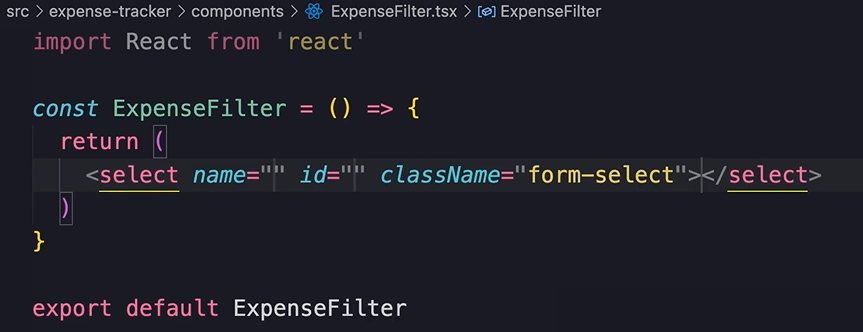 src > expense-tracker > components > ExpenseFilter.tsx > ExpenseFilter
import React from 'react'
const ExpenseFilter = () => {
return (
<select name="" id="" className="form-select"></select>
)
}
export default ExpenseFilter